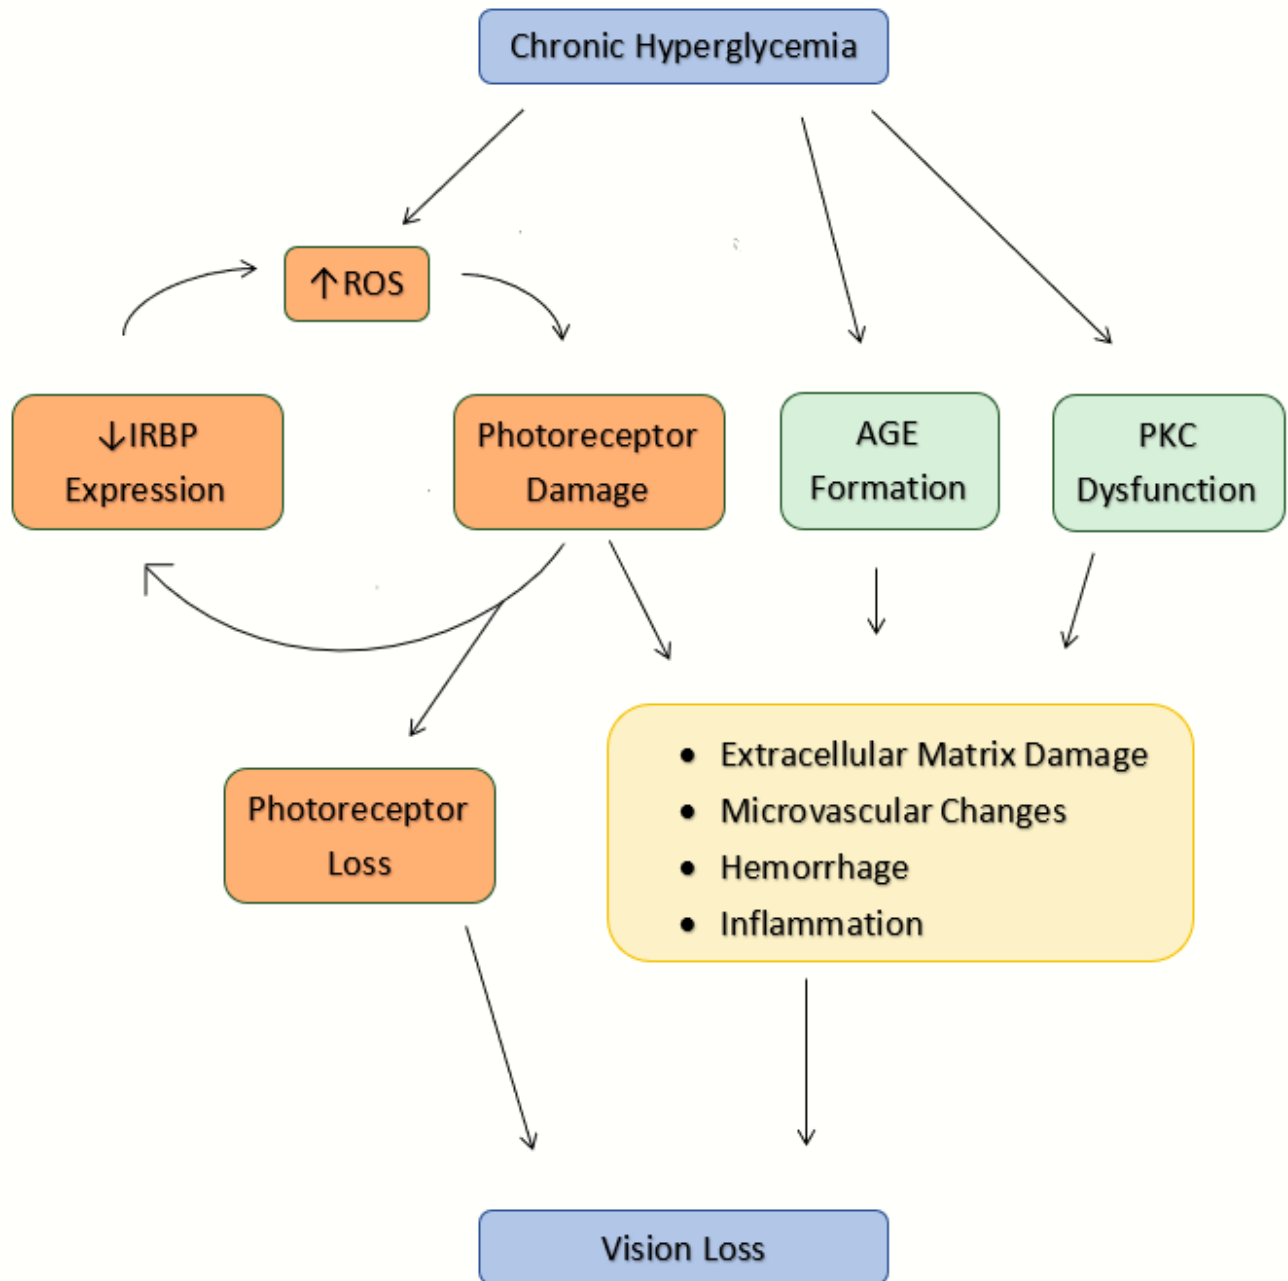 Chronic Hyperglycemia
↑ROS
↓IRBP
Expression
Photoreceptor
Damage
AGE
Formation
PKC
Dysfunction
Photoreceptor
Loss
• Extracellular Matrix Damage
• Microvascular Changes
• Hemorrhage
• Inflammation
Vision Loss